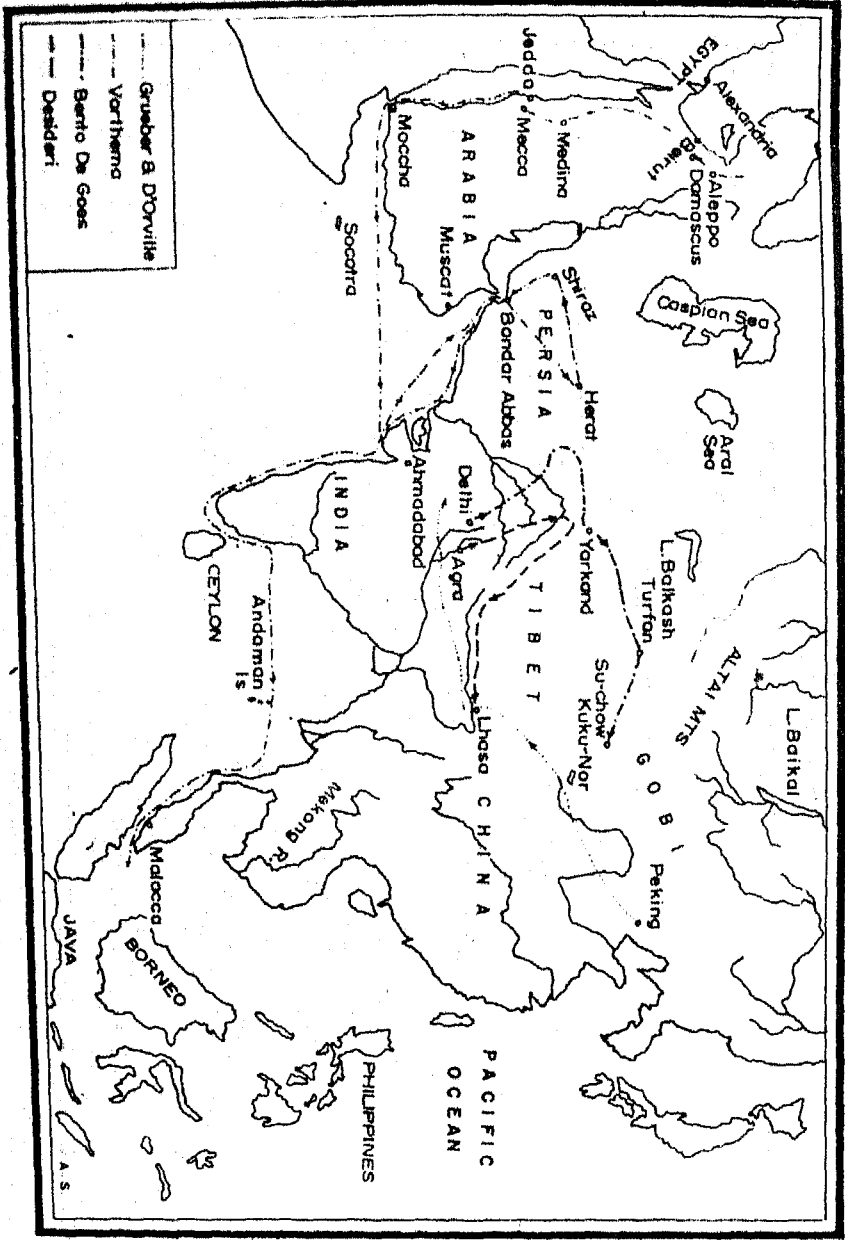 EGYPT
Alexandria
Beirut
Damascus
Aleppo
Jedda
Mecca
Medina
ARABIA
Moccha
Socotra
Muscat
Caspian Sea
Aral
Sea
Shiraz
PERSIA
Herat
Bandar Abbas
L.Balkash
Turfan
Yarkand
Delhi
Agra
Ahmadabad
INDIA
CEYLON
Andaman
Is
TIBET
Lhasa
Su-chow
Kuku-Nor
ALTAI MTS
L.Baikal
GOBI
Peking
CHINA
Mekong R.
Malacca
JAVA
BORNEO
PHILIPPINES
PACIFIC
OCEAN
Grueber & D'Orville
Varthema
Bento De Goes
Desideri
A.S